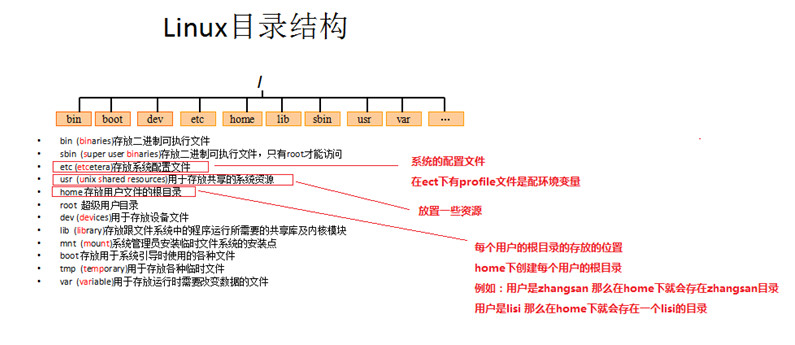 Linux目录结构
/
bin boot dev etc home lib sbin usr var …
• bin (binaries)存放二进制可执行文件
• sbin (super user binaries)存放二进制可执行文件，只有root才能访问
• etc (etcetera)存放系统配置文件
• usr (unix shared resources)用于存放共享的系统资源
• home 存放用户文件的根目录
• root 超级用户目录
• dev (devices)用于存放设备文件
• lib (library)存放跟文件系统中的程序运行所需要的共享库及内核模块
• mnt (mount)系统管理员安装临时文件系统的安装点
• boot 存放用于系统引导时使用的各种文件
• tmp (temporary)用于存放各种临时文件
• var (variable)用于存放运行时需要改变数据的文件
系统的配置文件
在ect下有profile文件是配环境变量
放置一些资源
每个用户的根目录的存放的位置
home下创建每个用户的根目录
例如：用户是zhangsan 那么在home下就会存在zhangsan目录
用户是lisi 那么在home下就会存在一个lisi的目录